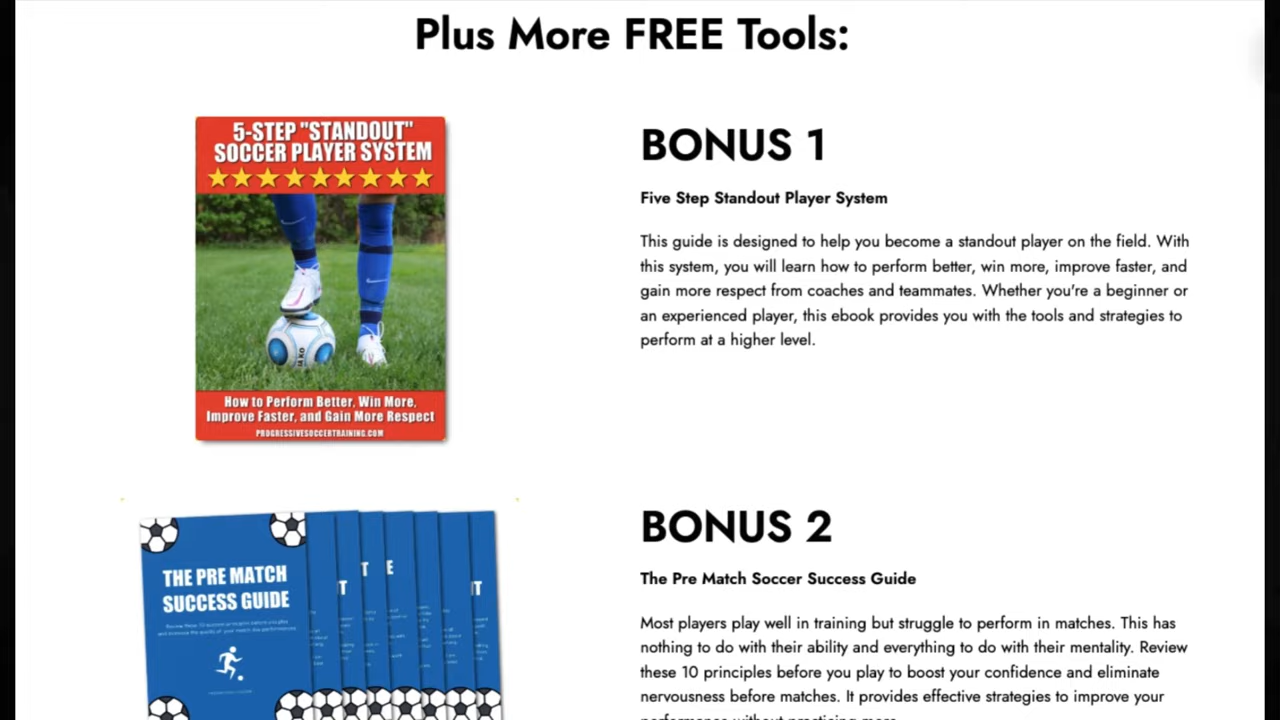 Plus More FREE Tools:
5-STEP "STANDOUT"
SOCCER PLAYER SYSTEM
How to Perform Better, Win More,
Improve Faster, and Gain More Respect
PROGRESSIVESOCCERTRAINING.COM
BONUS 1
Five Step Standout Player System
This guide is designed to help you become a standout player on the field. With
this system, you will learn how to perform better, win more, improve faster, and
gain more respect from coaches and teammates. Whether you're a beginner or
an experienced player, this ebook provides you with the tools and strategies to
perform at a higher level.
THE PRE MATCH
SUCCESS GUIDE
BONUS 2
The Pre Match Soccer Success Guide
Most players play well in training but struggle to perform in matches. This has
nothing to do with their ability and everything to do with their mentality. Review
these 10 principles before you play to boost your confidence and eliminate
nervousness before matches. It provides effective strategies to improve your
performance without practicing more.